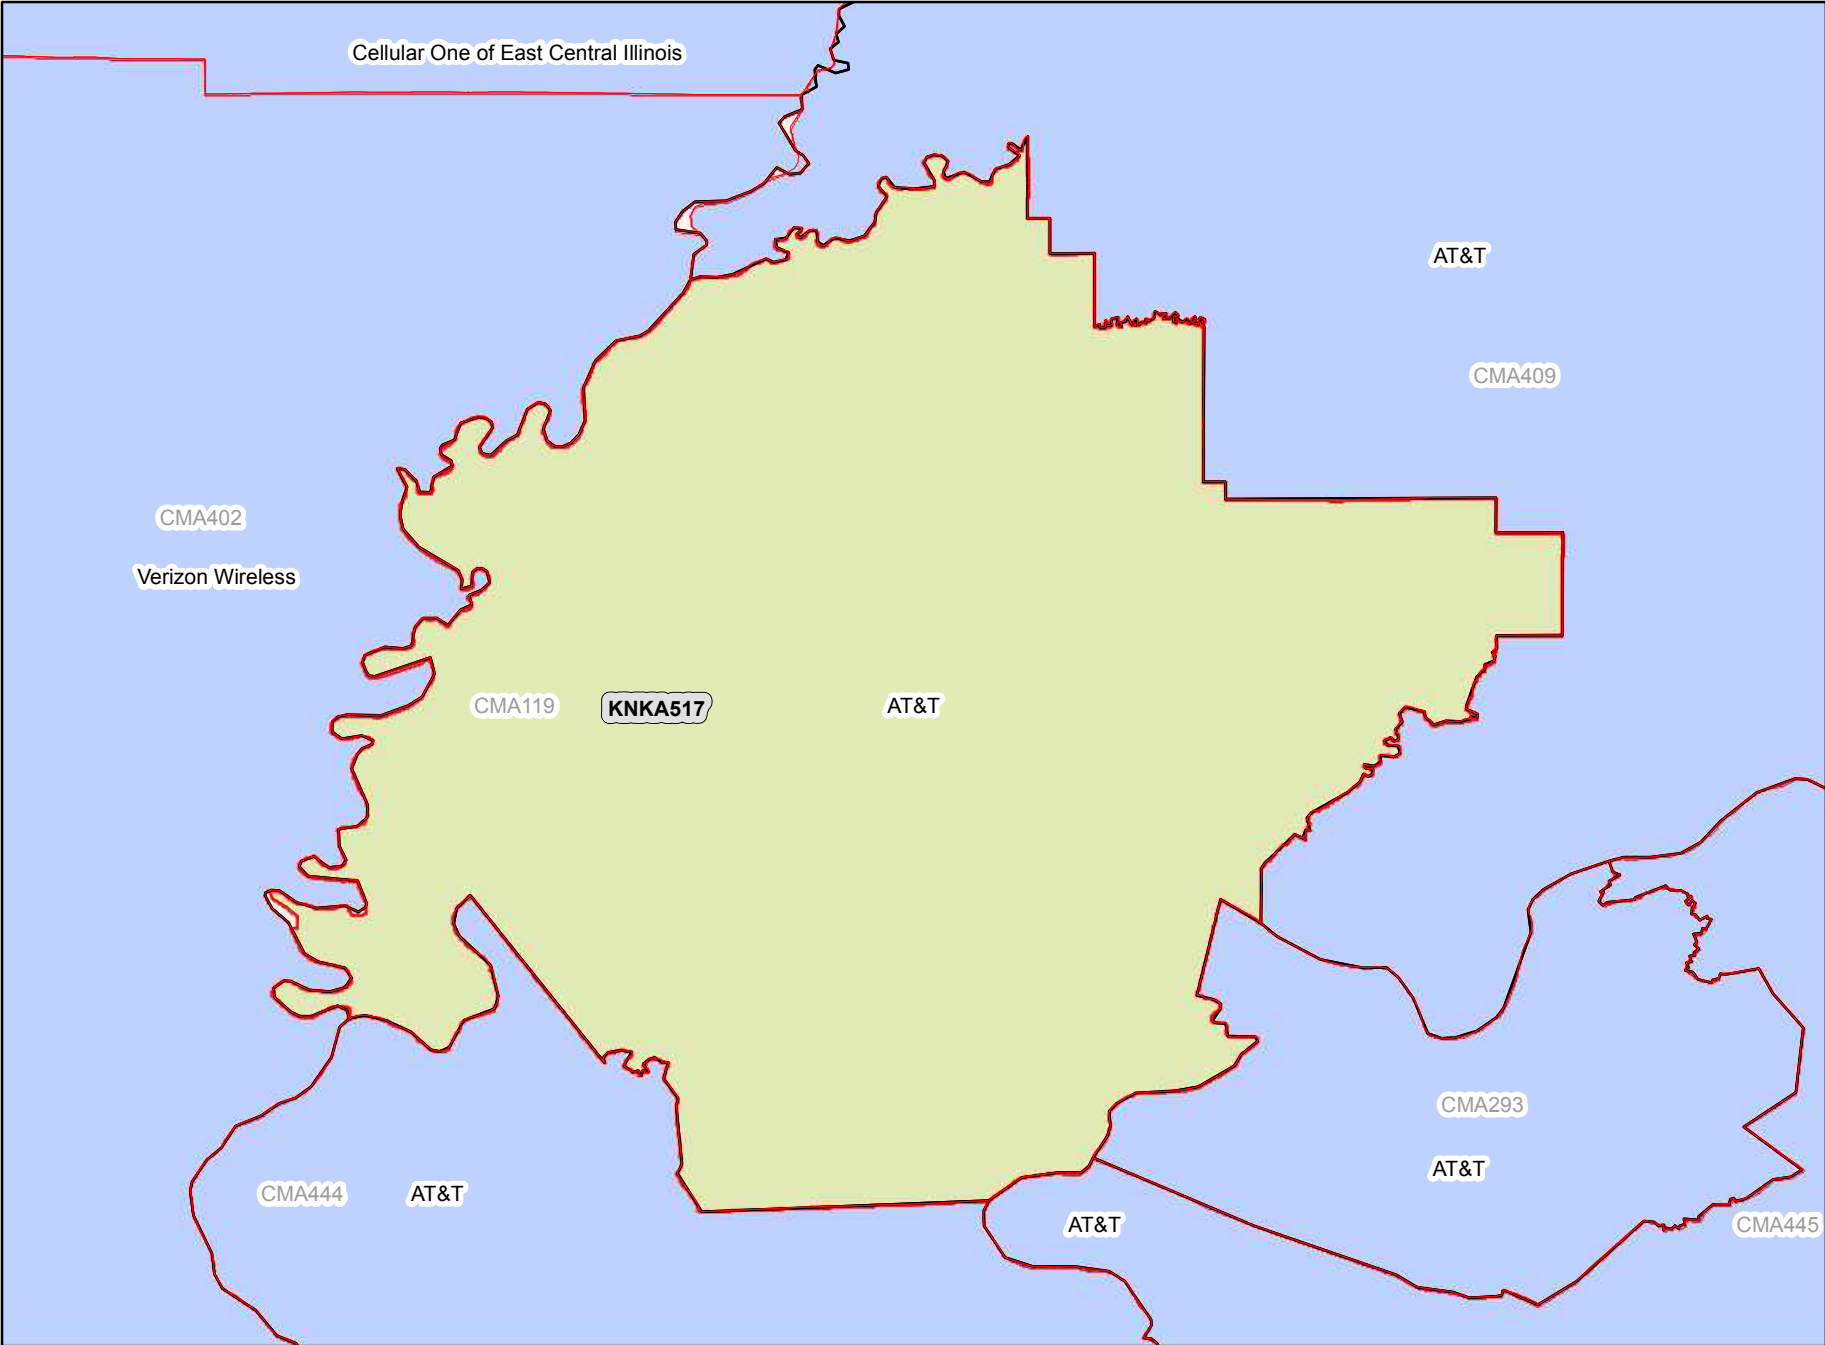 Cellular One of East Central Illinois
AT&T
CMA409
CMA402
Verizon Wireless
CMA119
KNKA517
AT&T
CMA293
AT&T
CMA444
AT&T
AT&T
CMA445